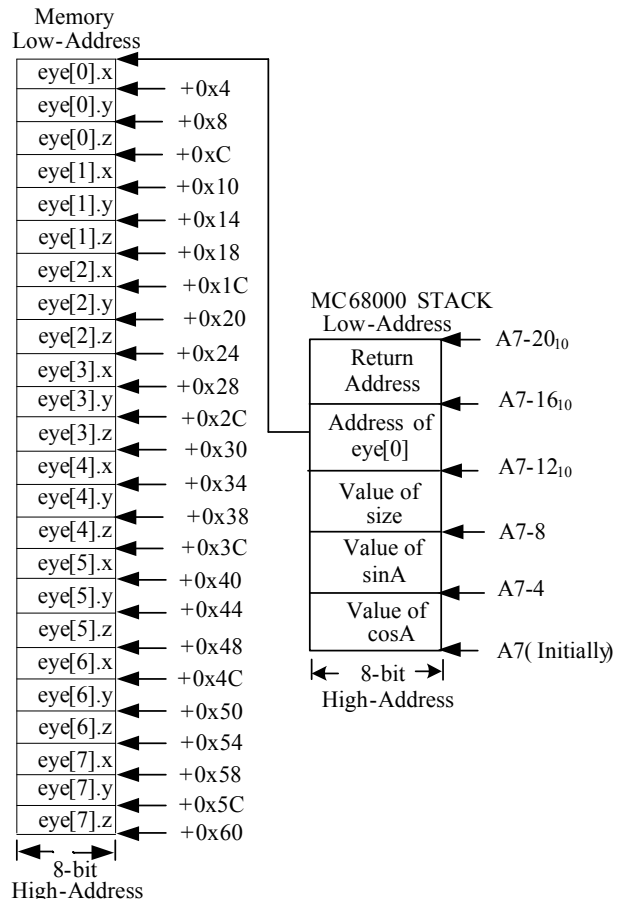 Memory
Low-Address
eye[0].x
+0x4
eye[0].y
+0x8
eye[0].z
+0xC
eye[1].x
+0x10
eye[1].y
+0x14
eye[1].z
+0x18
eye[2].x
+0x1C
eye[2].y
+0x20
eye[2].z
+0x24
eye[3].x
+0x28
eye[3].y
+0x2C
eye[3].z
+0x30
eye[4].x
+0x34
eye[4].y
+0x38
eye[4].z
+0x3C
eye[5].x
+0x40
eye[5].y
+0x44
eye[5].z
+0x48
eye[6].x
+0x4C
eye[6].y
+0x50
eye[6].z
+0x54
eye[7].x
+0x58
eye[7].y
+0x5C
eye[7].z
+0x60
8-bit
High-Address
MC68000 STACK
Low-Address
A7-20₁₀
Return
Address
A7-16₁₀
Address of
eye[0]
A7-12₁₀
Value of
size
A7-8
Value of
sinA
A7-4
Value of
cosA
A7( Initially)
8-bit
High-Address